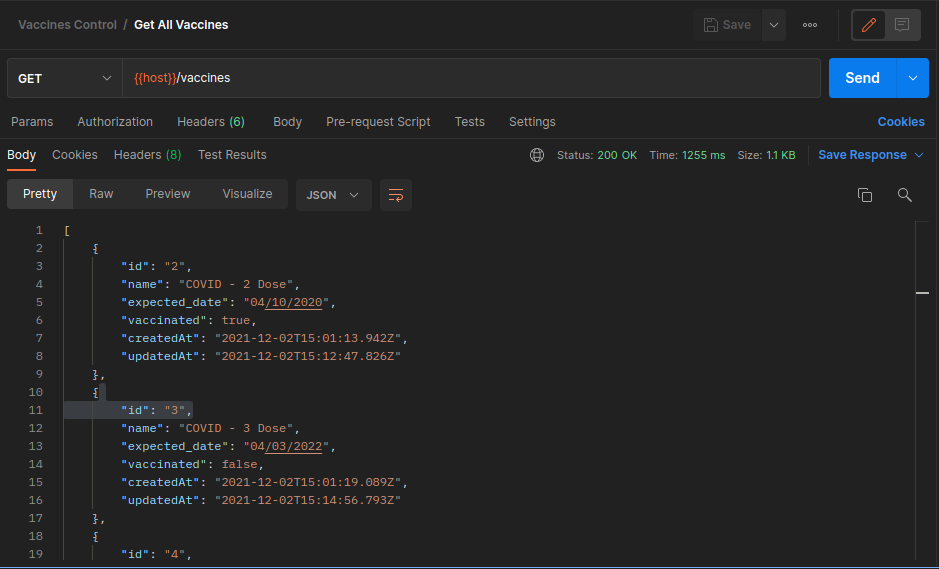 Vaccines Control / Get All Vaccines
Save
GET {{host}}/vaccines Send
Params Authorization Headers (6) Body Pre-request Script Tests Settings Cookies
Body Cookies Headers (8) Test Results Status: 200 OK Time: 1255 ms Size: 1.1 KB Save Response
Pretty Raw Preview Visualize JSON
1 [
2 {
3 "id": "2",
4 "name": "COVID - 2 Dose",
5 "expected_date": "04/10/2020",
6 "vaccinated": true,
7 "createdAt": "2021-12-02T15:01:13.942Z",
8 "updatedAt": "2021-12-02T15:12:47.826Z"
9 },
10 {
11 "id": "3",
12 "name": "COVID - 3 Dose",
13 "expected_date": "04/03/2022",
14 "vaccinated": false,
15 "createdAt": "2021-12-02T15:01:19.089Z",
16 "updatedAt": "2021-12-02T15:14:56.793Z"
17 },
18 {
19 "id": "4",